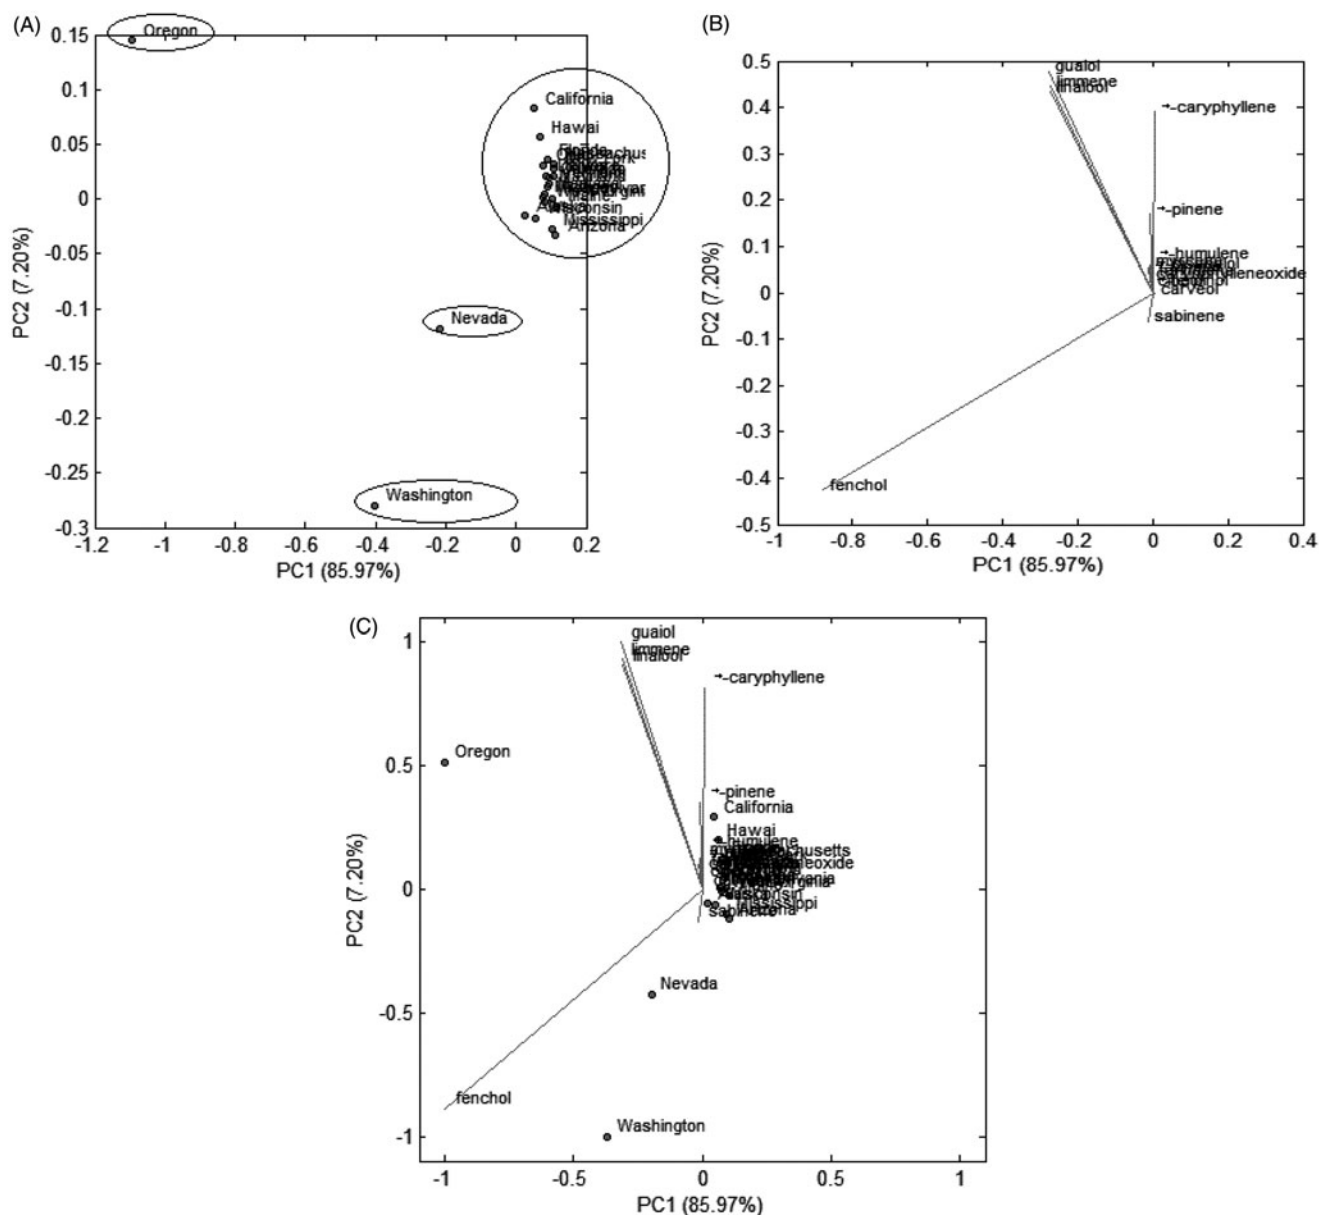 (A)
Oregon
California
Hawai
Florida
Wisconsin
Mississippi
Arizona
Nevada
Washington
0.15
0.1
0.05
0
-0.05
-0.1
-0.15
-0.2
-0.25
-0.3
PC2 (7.20%)
-1.2 -1 -0.8 -0.6 -0.4 -0.2 0 0.2
PC1 (85.97%)
(B)
guaiol
limmene
linalool
-caryphyllene
-pinene
-humulene
caryophylleneoxide
carveol
sabinene
fenchol
0.5
0.4
0.3
0.2
0.1
0
-0.1
-0.2
-0.3
-0.4
-0.5
PC2 (7.20%)
-1 -0.8 -0.6 -0.4 -0.2 0 0.2 0.4
PC1 (85.97%)
(C)
guaiol
limmene
linalool
-caryphyllene
Oregon
-pinene
California
Hawai
-humulene
Mississippi
Arizona
sabinene
Nevada
fenchol
Washington
1
0.5
0
-0.5
-1
PC2 (7.20%)
-1 -0.5 0 0.5 1
PC1 (85.97%)